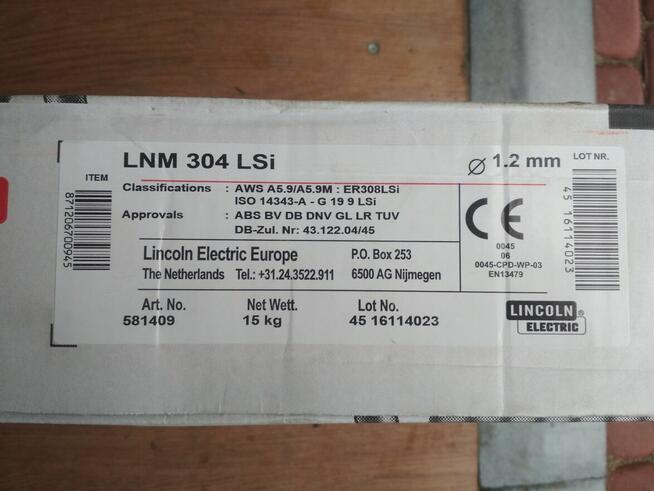 LNM 304 LSi
⌀ 1.2 mm
LOT NR.
ITEM
8712067009 45
45 16114023
Classifications : AWS A5.9/A5.9M : ER308LSi
ISO 14343-A - G 19 9 LSi
Approvals : ABS BV DB DNV GL LR TUV
DB-Zul. Nr: 43.122.04/45
CE
0045
06
0045-CPD-WP-03
EN13479
Lincoln Electric Europe P.O. Box 253
The Netherlands Tel.: +31.24.3522.911 6500 AG Nijmegen
Art. No. Net Wett. Lot No.
581409 15 kg 45 16114023
LINCOLN ®
ELECTRIC